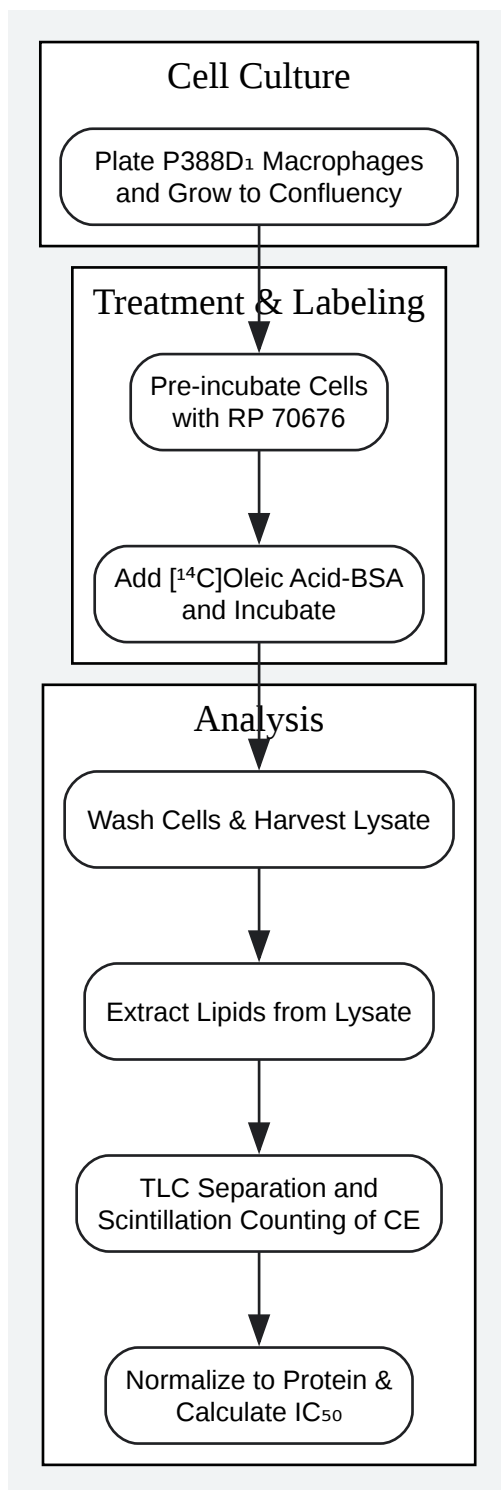 Cell Culture
Plate P388D₁ Macrophages
and Grow to Confluency
Treatment & Labeling
Pre-incubate Cells
with RP 70676
Add [¹⁴C]Oleic Acid-BSA
and Incubate
Analysis
Wash Cells & Harvest Lysate
Extract Lipids from Lysate
TLC Separation and
Scintillation Counting of CE
Normalize to Protein &
Calculate IC₅₀